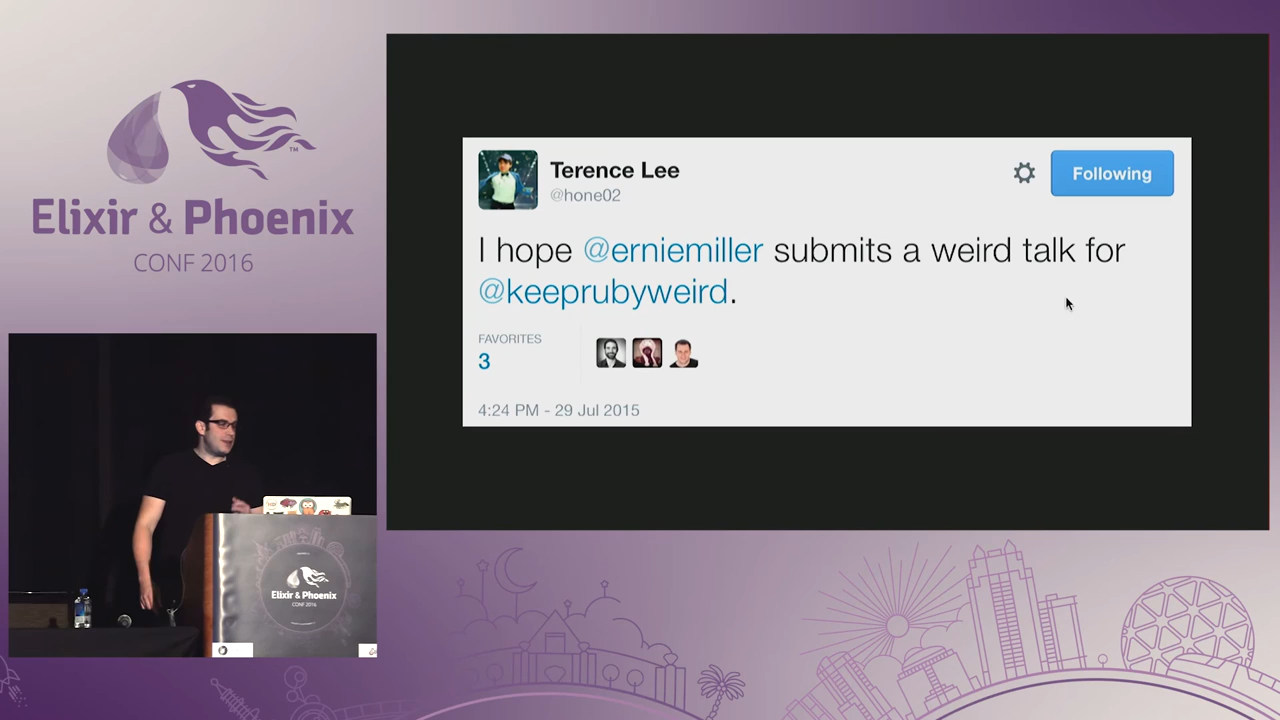 Elixir & Phoenix
CONF 2016
TM
Terence Lee
@hone02
Following
I hope @erniemiller submits a weird talk for
@keeprubyweird.
FAVORITES
3
4:24 PM - 29 Jul 2015
Elixir & Phoenix
CONF 2016